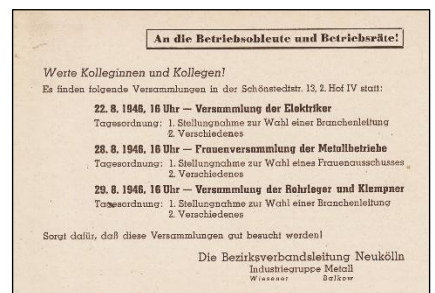 An die Betriebsobleute und Betriebsräte!
Werte Kolleginnen und Kollegen!
Es finden folgende Versammlungen in der Schönstedtstr. 13, 2. Hof IV statt:
22. 8. 1946, 16 Uhr — Versammlung der Elektriker
Tagesordnung: 1. Stellungnahme zur Wahl einer Branchenleitung
2. Verschiedenes
28. 8. 1946, 16 Uhr — Frauenversammlung der Metallbetriebe
Tagesordnung: 1. Stellungnahme zur Wahl eines Frauenausschusses
2. Verschiedenes
29. 8. 1946, 16 Uhr — Versammlung der Rohrleger und Klempner
Tagesordnung: 1. Stellungnahme zur Wahl einer Branchenleitung
2. Verschiedenes
Sorgt dafür, daß diese Versammlungen gut besucht werden!
Die Bezirksverbandsleitung Neukölln
Industriegruppe Metall
Wiesener Balkow